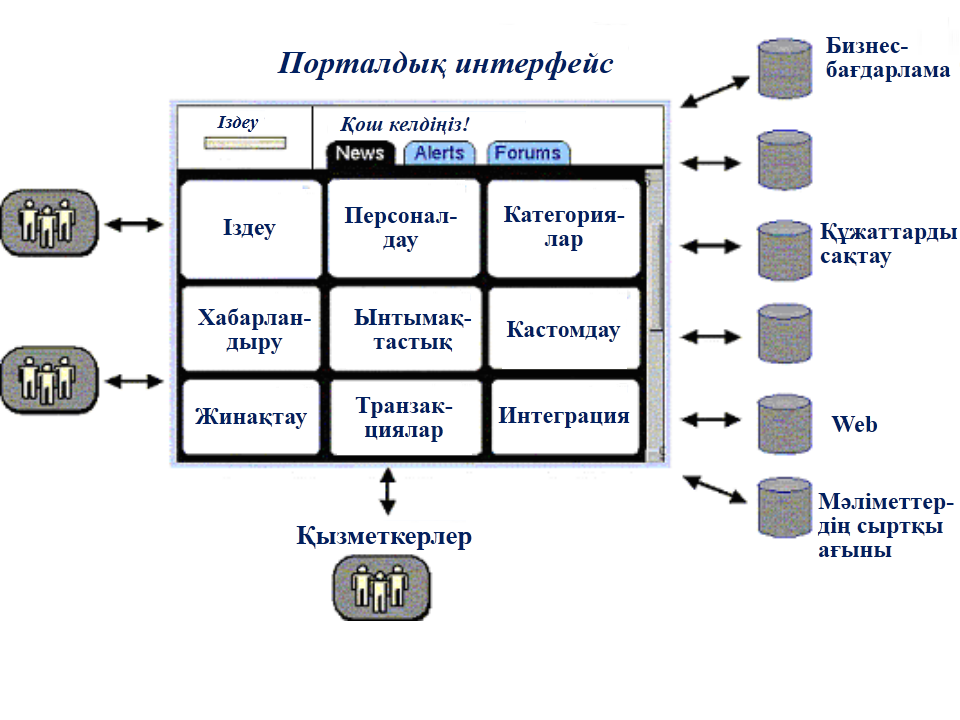 Порталдық интерфейс
Іздеу
Қош келдіңіз!
News
Alerts
Forums
Іздеу
Персонал-
дау
Категория-
лар
Хабарлан-
дыру
Ынтымақ-
тастық
Кастомдау
Жинақтау
Транзак-
циялар
Интеграция
Қызметкерлер
Бизнес-
бағдарлама
Құжаттарды
сақтау
Web
Мәліметтер-
дің сыртқы
ағыны